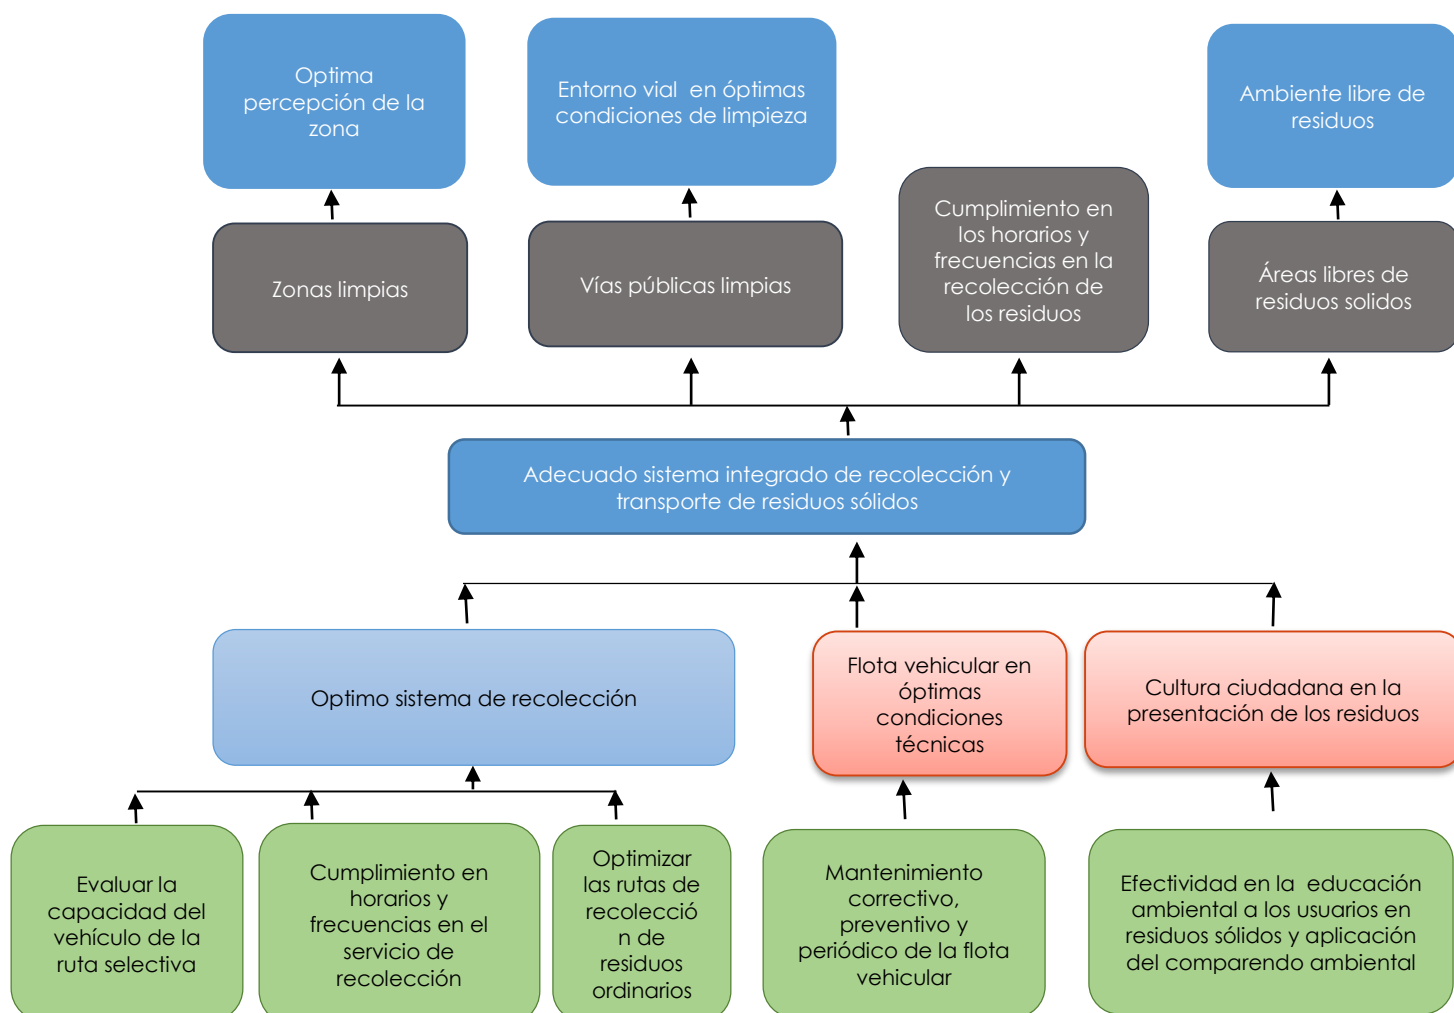 Optima
percepción de la
zona
Entorno vial en óptimas
condiciones de limpieza
Ambiente libre de
residuos
Zonas limpias
Vías públicas limpias
Cumplimiento en
los horarios y
frecuencias en la
recolección de
los residuos
Áreas libres de
residuos solidos
Adecuado sistema integrado de recolección y
transporte de residuos sólidos
Optimo sistema de recolección
Flota vehicular en
óptimas
condiciones
técnicas
Cultura ciudadana en la
presentación de los residuos
Evaluar la
capacidad del
vehículo de la
ruta selectiva
Cumplimiento en
horarios y
frecuencias en el
servicio de
recolección
Optimizar
las rutas de
recolecció
n de
residuos
ordinarios
Mantenimiento
correctivo,
preventivo y
periódico de la flota
vehicular
Efectividad en la educación
ambiental a los usuarios en
residuos sólidos y aplicación
del comparendo ambiental